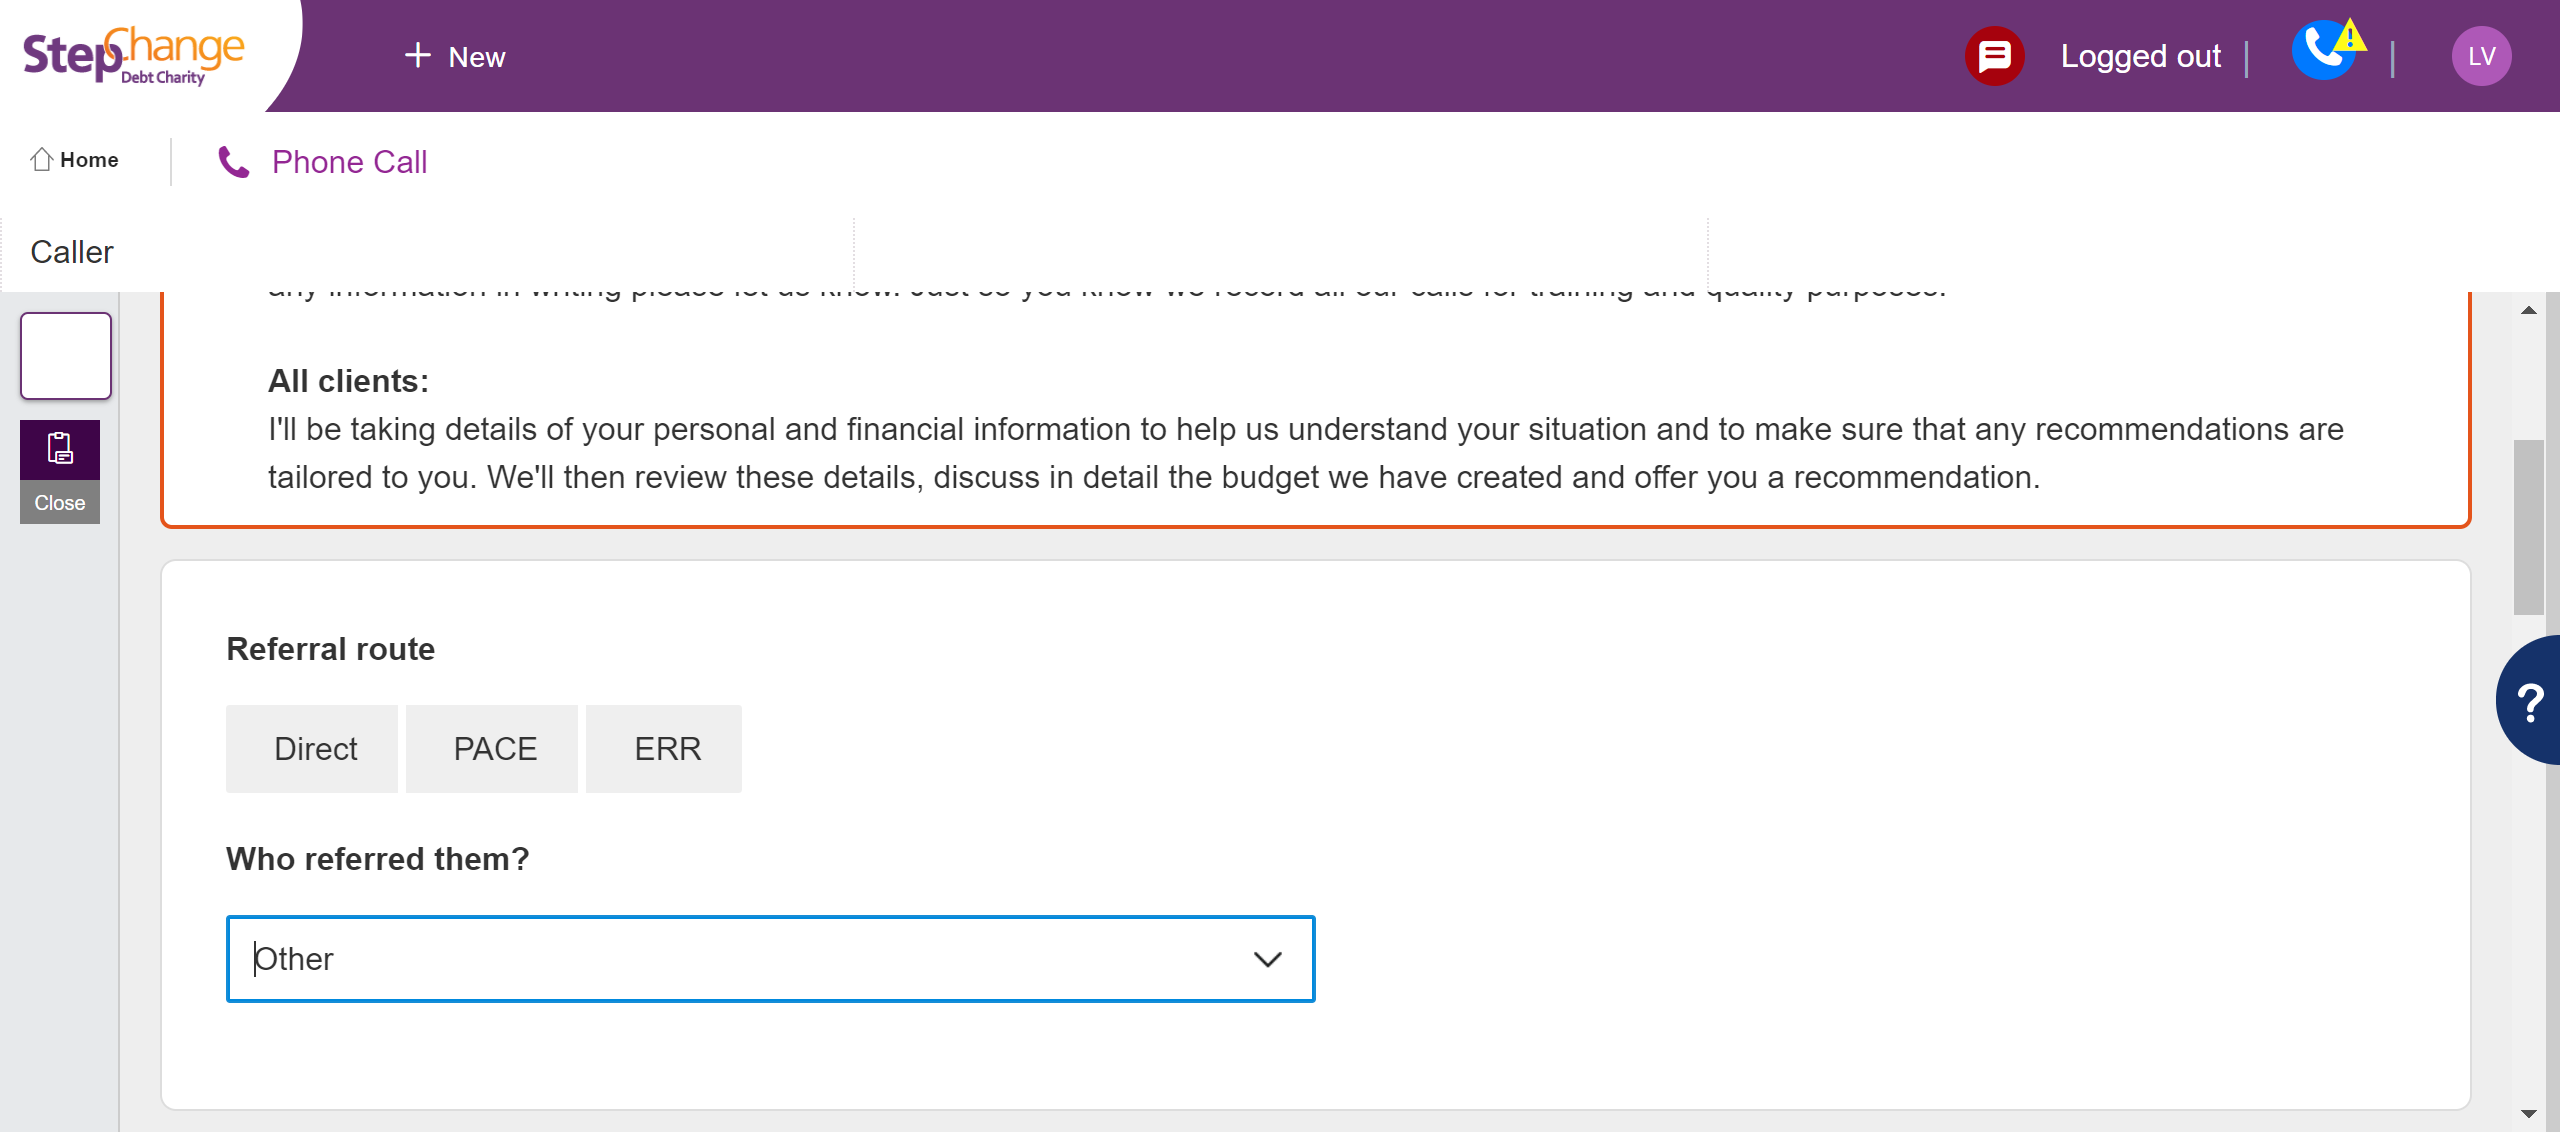 StepChange
Debt Charity
New
Logged out
LV
Home
Phone Call
Caller
any information in writing please let us know. Just so you know we record all our calls for training and quality purposes.
All clients:
I'll be taking details of your personal and financial information to help us understand your situation and to make sure that any recommendations are
tailored to you. We'll then review these details, discuss in detail the budget we have created and offer you a recommendation.
Close
Referral route
Direct PACE ERR
?
Who referred them?
Other